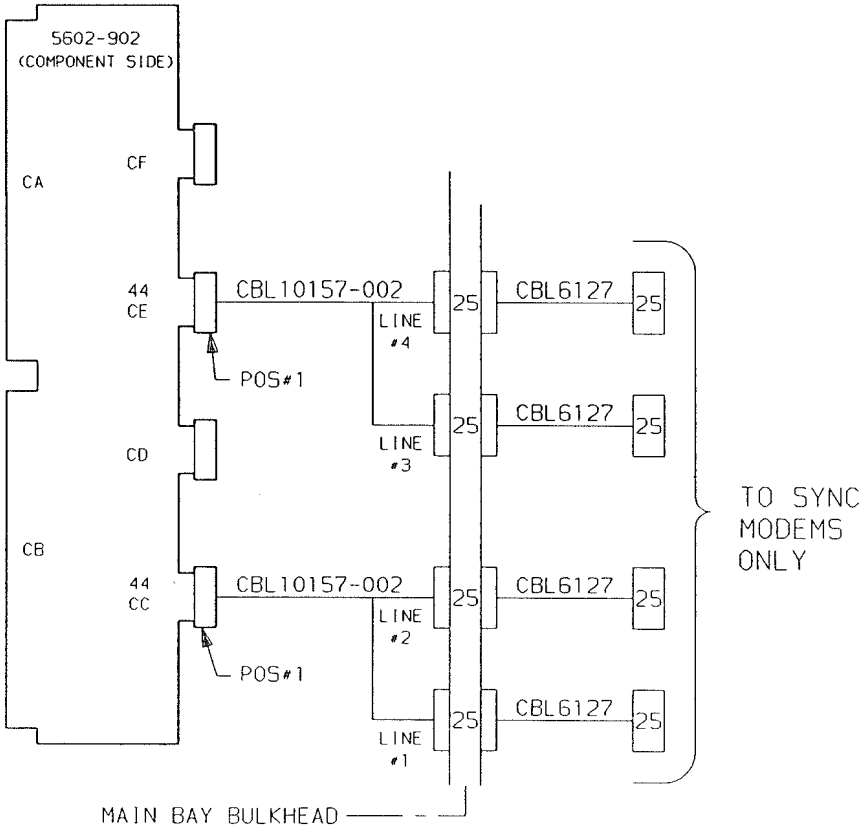 5602-902
(COMPONENT SIDE)
CF
CA
44
CE
CBL10157-002
LINE
#4
25
CBL6127
25
POS#1
LINE
#3
25
CBL6127
25
CD
TO SYNC
MODEMS
ONLY
CB
44
CC
CBL10157-002
LINE
#2
25
CBL6127
25
POS#1
LINE
#1
25
CBL6127
25
MAIN BAY BULKHEAD